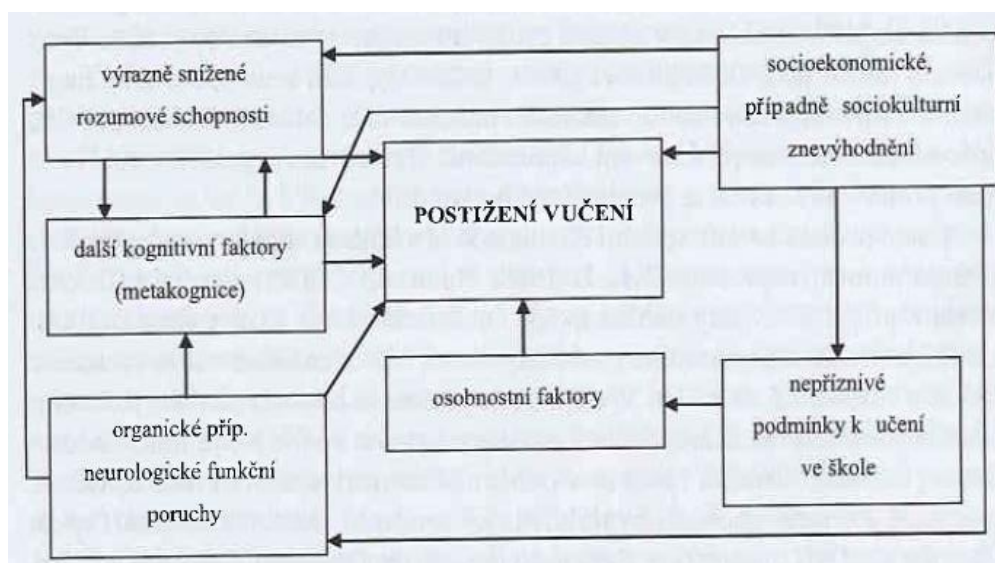 výrazně snížené
rozumové schopnosti
socioekonomické,
případně sociokulturní
znevýhodnění
POSTIŽENÍ VUČENÍ
další kognitivní faktory
(metakognice)
osobnostní faktory
nepříznivé
podmínky k učení
ve škole
organické příp.
neurologické funkční
poruchy